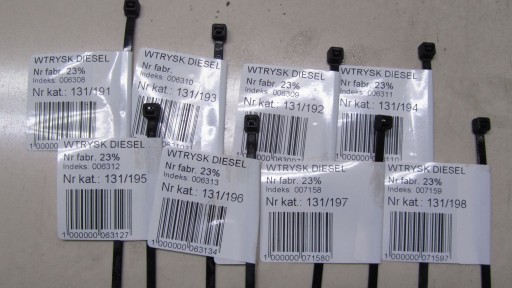 WTRYSK DIESEL
Nr fabr. 23%
Indeks 006308
Nr kat.: 131/191
WTRYSK DIESEL
Nr fabr. 23%
Indeks 006310
Nr kat.: 131/193
WTRYSK DIESEL
Nr fabr. 23%
Indeks 006309
Nr kat.: 131/192
WTRYSK DIESEL
Nr fabr. 23%
Indeks 006311
Nr kat.: 131/194
WTRYSK DIESEL
Nr fabr. 23%
Indeks 006312
Nr kat.: 131/195
1 000000 063127
WTRYSK DIESEL
Nr fabr. 23%
Indeks 006313
Nr kat.: 131/196
1 000000 063134
WTRYSK DIESEL
Nr fabr. 23%
Indeks 007158
Nr kat.: 131/197
1 000000 071580
WTRYSK DIESEL
Nr fabr. 23%
Indeks 007159
Nr kat.: 131/198
1 000000 071597